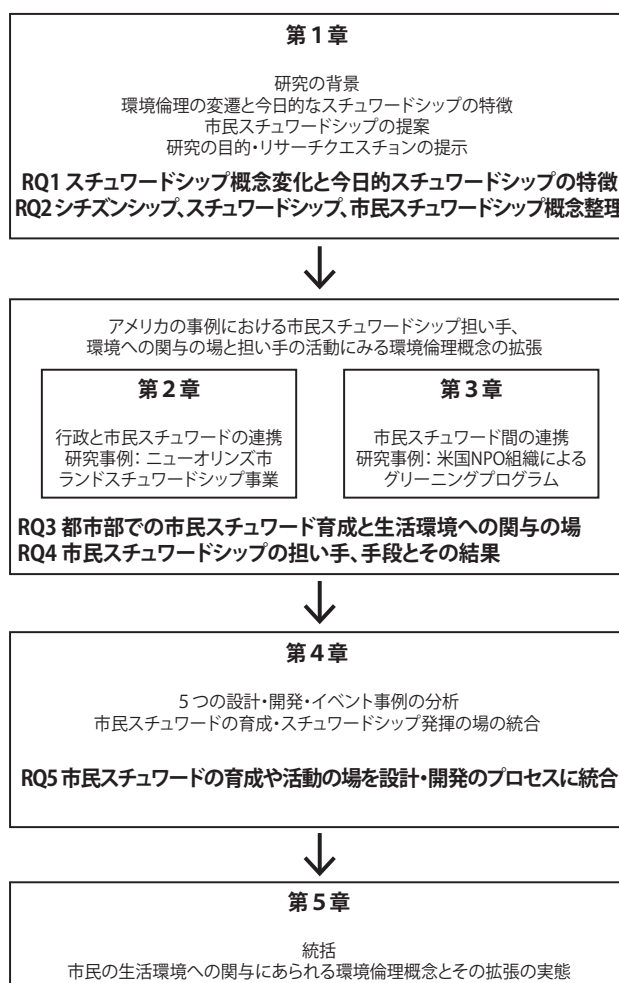 第1章
研究の背景
環境倫理の変遷と今日的なスチュワードシップの特徴
市民スチュワードシップの提案
研究の目的・リサーチクエスチョンの提示
RQ1 スチュワードシップ概念変化と今日的スチュワードシップの特徴
RQ2 シチズンシップ、スチュワードシップ、市民スチュワードシップ概念整理
アメリカの事例における市民スチュワードシップ担い手、
環境への関与の場と担い手の活動にみる環境倫理概念の拡張
第2章
行政と市民スチュワードの連携
研究事例：ニューオリンズ市
ランドスチュワードシップ事業
第3章
市民スチュワード間の連携
研究事例：米国NPO組織による
グリーニングプログラム
RQ3 都市部での市民スチュワード育成と生活環境への関与の場
RQ4 市民スチュワードシップの担い手、手段とその結果
第4章
5つの設計・開発・イベント事例の分析
市民スチュワードの育成・スチュワードシップ発揮の場の統合
RQ5 市民スチュワードの育成や活動の場を設計・開発のプロセスに統合
第5章
統括
市民の生活環境への関与にあられる環境倫理概念とその拡張の実態